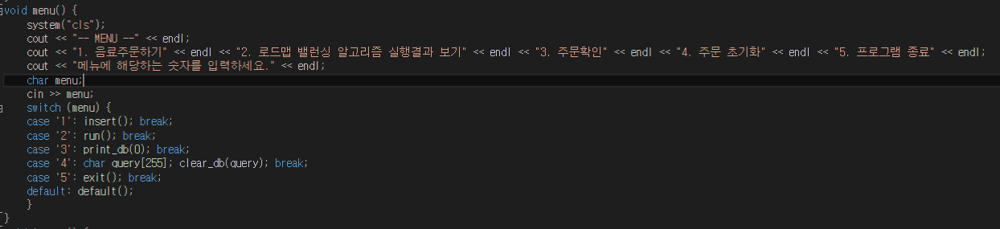 void menu() {
system("cls");
cout << "-- MENU --" << endl;
cout << "1. 음료주문하기" << endl << "2. 로드맵 밸런싱 알고리즘 실행결과 보기" << endl << "3. 주문확인" << endl << "4. 주문 초기화" << endl << "5. 프로그램 종료" << endl;
cout << "메뉴에 해당하는 숫자를 입력하세요." << endl;
char menu;
cin >> menu;
switch (menu) {
case '1': insert(); break;
case '2': run(); break;
case '3': print_db(0); break;
case '4': char query[255]; clear_db(query); break;
case '5': exit(); break;
default: default();
}
}